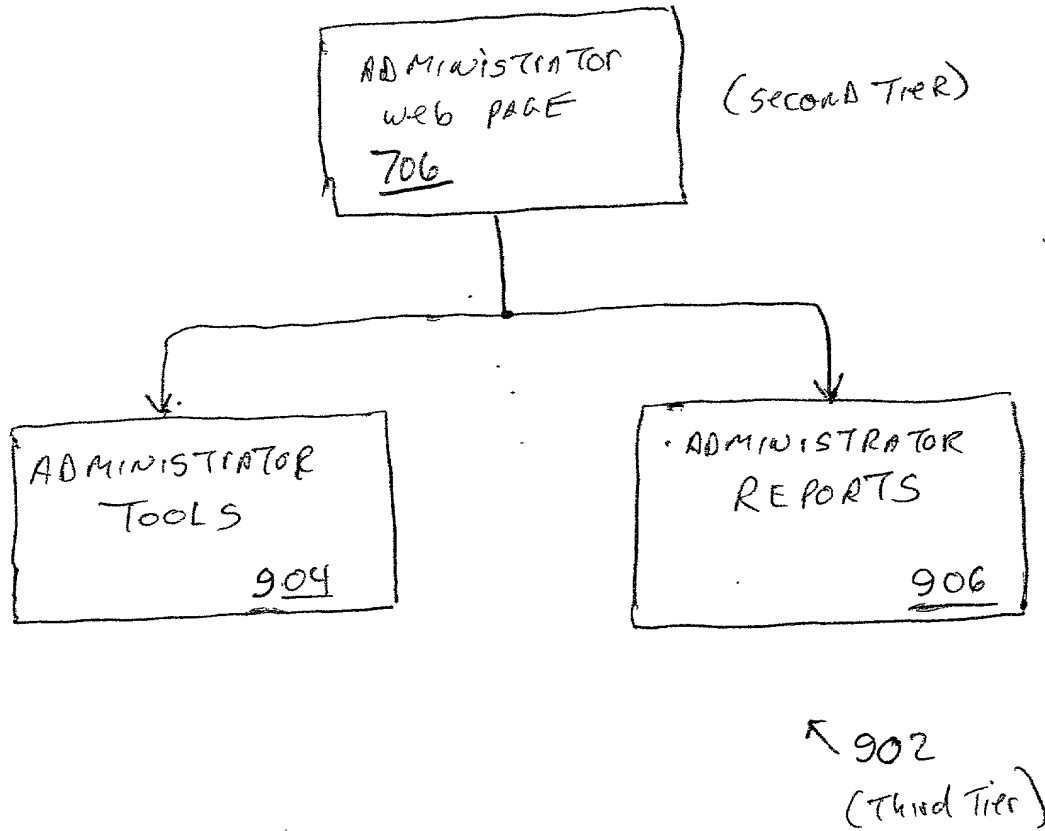 ADMINISTRATOR
web PAGE
706
(SECOND TIER)
ADMINISTRATOR
TOOLS
904
ADMINISTRATOR
REPORTS
906
902
(Third Tier)